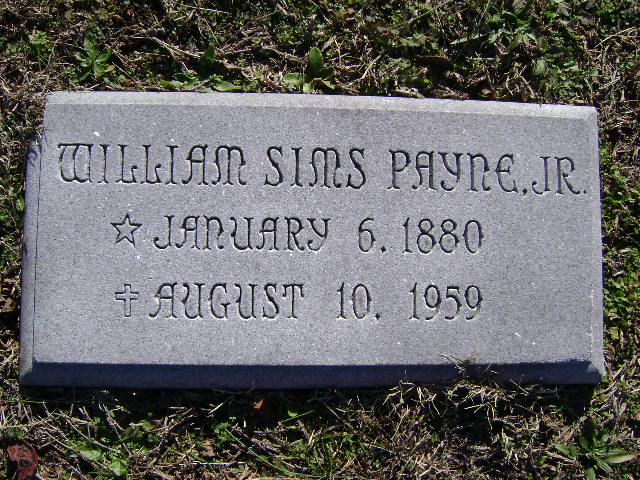 WILLIAM SIMS PAYNE, JR.
☆ JANUARY 6, 1880
✝ AUGUST 10, 1959